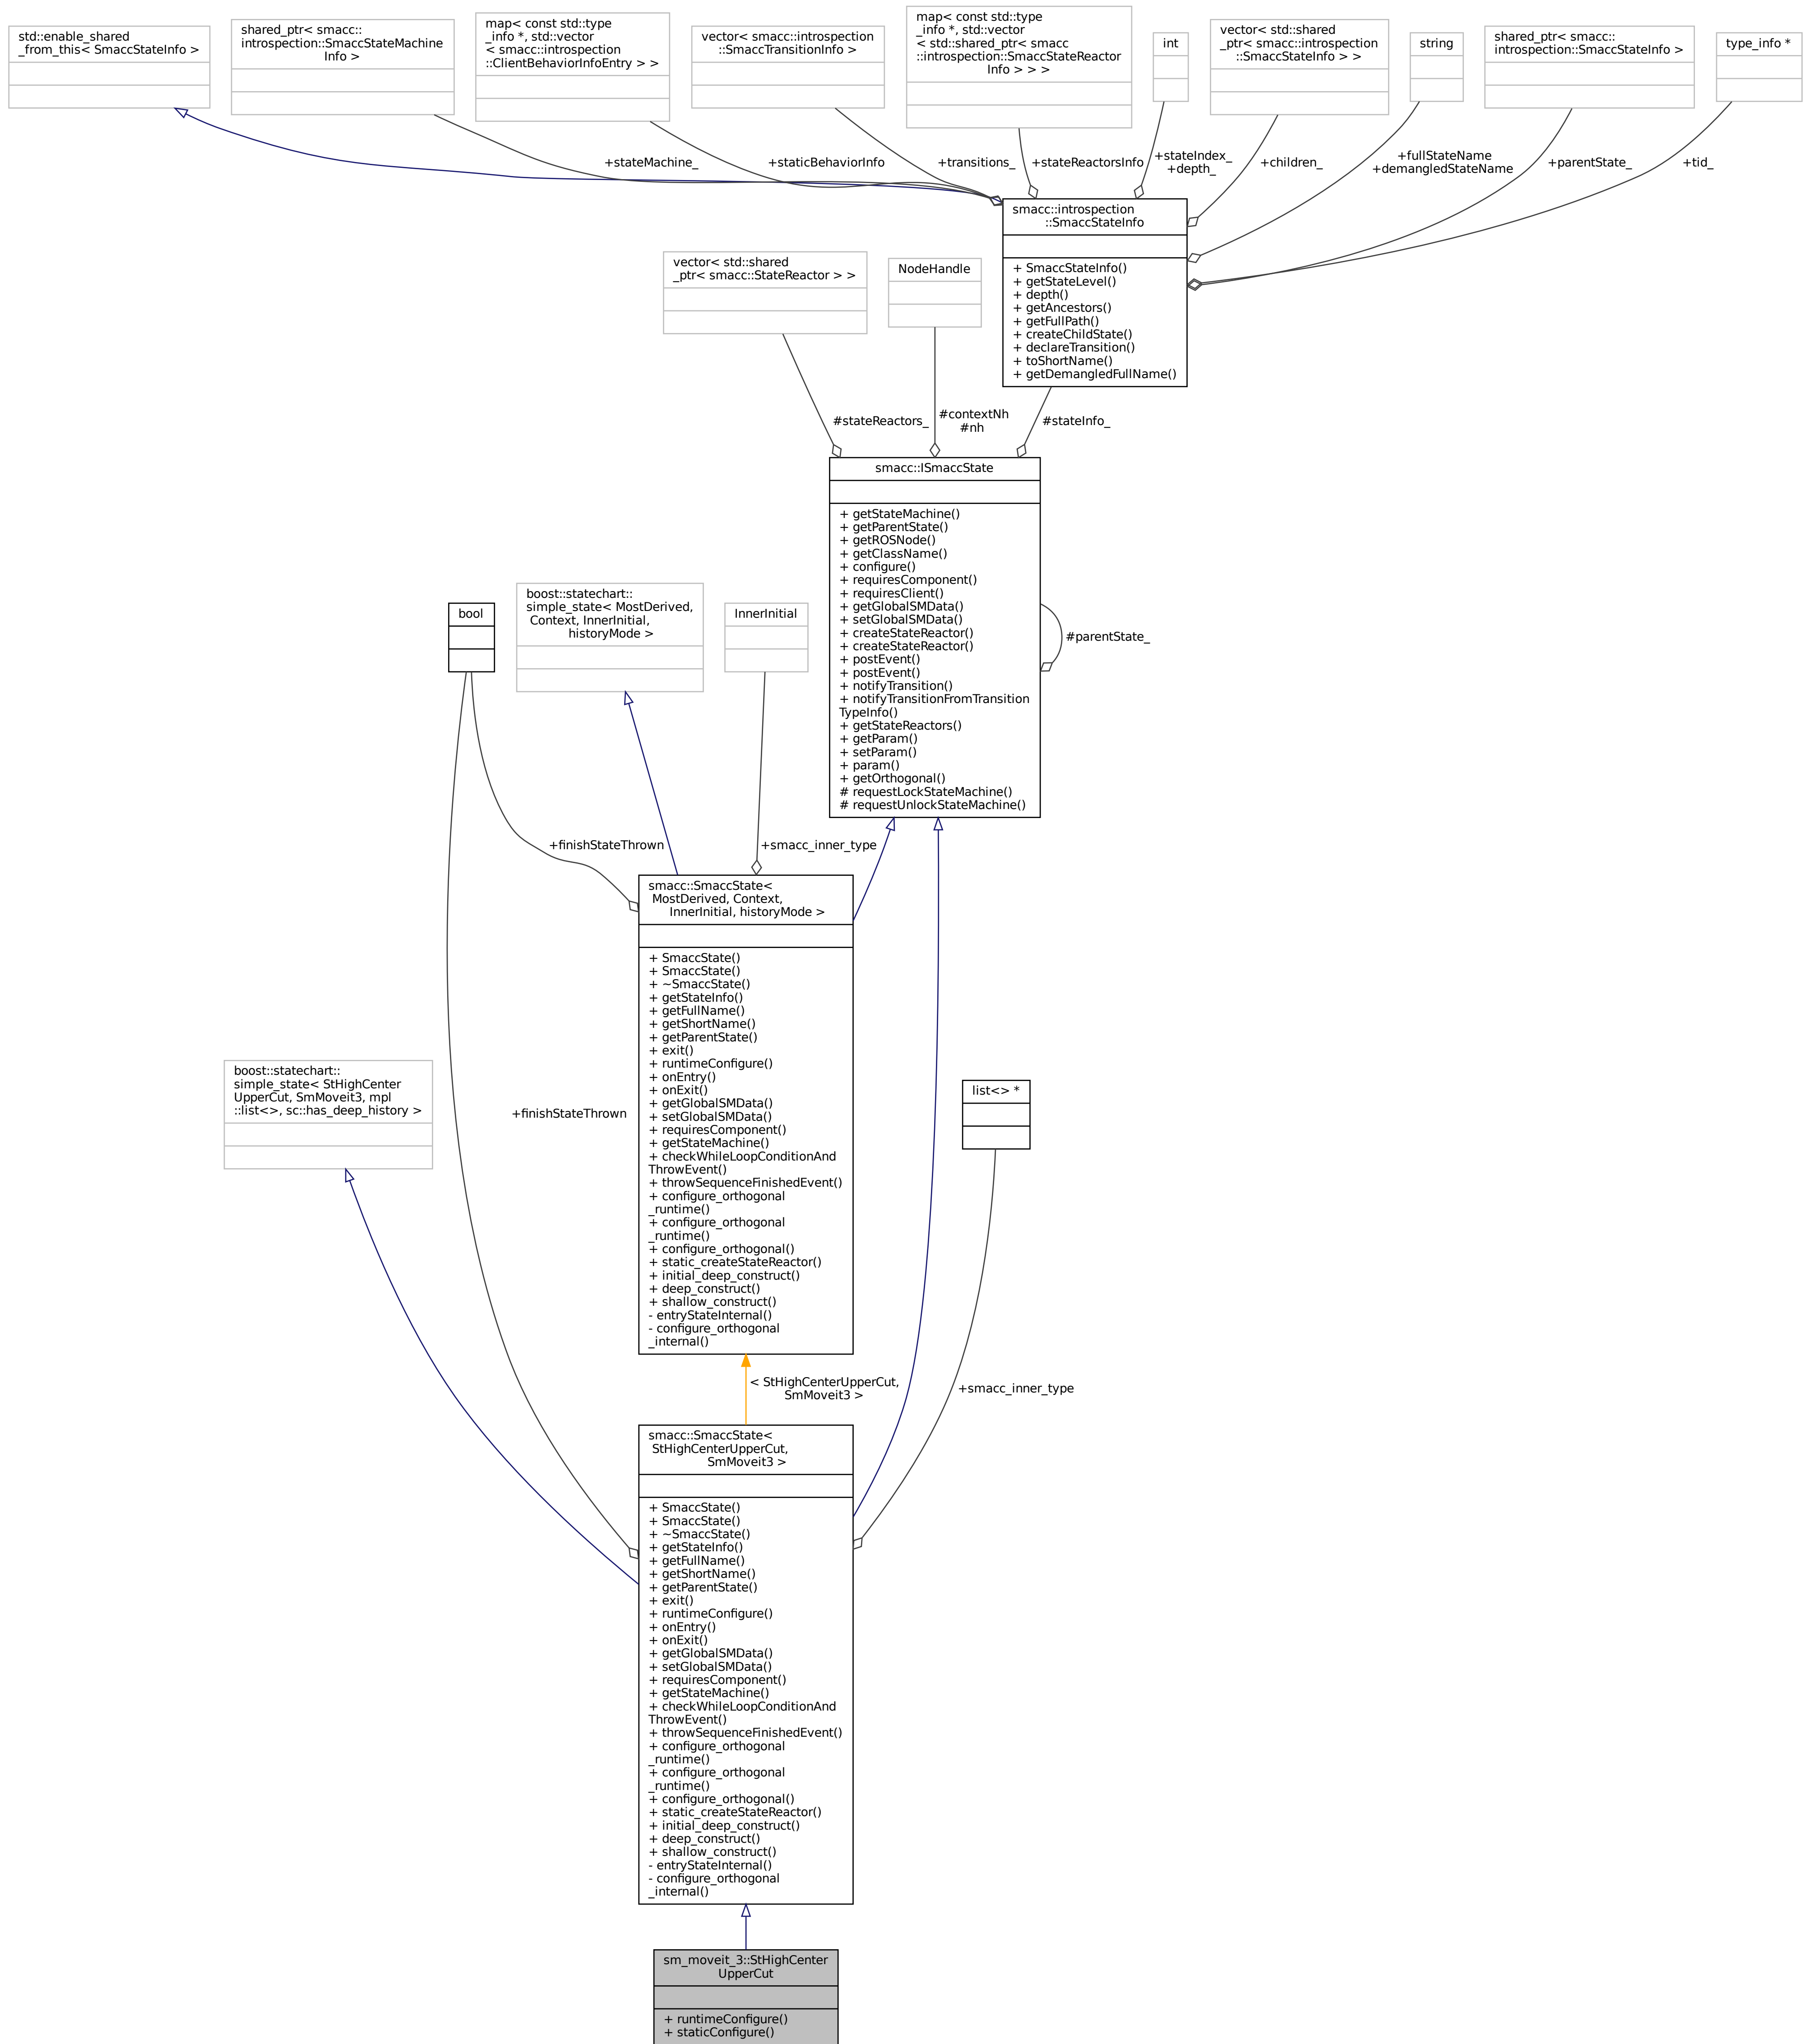 std::enable_shared
_from_this< SmaccStateInfo >
shared_ptr< smacc::
introspection::SmaccStateMachine
Info >
map< const std::type
_info *, std::vector
< smacc::introspection
::ClientBehaviorInfoEntry > >
vector< smacc::introspection
::SmaccTransitionInfo >
map< const std::type
_info *, std::vector
< std::shared_ptr< smacc
::introspection::SmaccStateReactor
Info > > >
int
vector< std::shared
_ptr< smacc::introspection
::SmaccStateInfo > >
string
shared_ptr< smacc::
introspection::SmaccStateInfo >
type_info *
+stateMachine_
+staticBehaviorInfo
+transitions_
+stateReactorsInfo
+stateIndex_
+depth_
+children_
+fullStateName
+demangledStateName
+parentState_
+tid_
smacc::introspection
::SmaccStateInfo
+ SmaccStateInfo()
+ getStateLevel()
+ depth()
+ getAncestors()
+ getFullPath()
+ createChildState()
+ declareTransition()
+ toShortName()
+ getDemangledFullName()
vector< std::shared
_ptr< smacc::StateReactor > >
NodeHandle
#stateReactors_
#contextNh
#nh
#stateInfo_
smacc::ISmaccState
+ getStateMachine()
+ getParentState()
+ getROSNode()
+ getClassName()
+ configure()
+ requiresComponent()
+ requiresClient()
+ getGlobalSMData()
+ setGlobalSMData()
+ createStateReactor()
+ createStateReactor()
+ postEvent()
+ postEvent()
+ notifyTransition()
+ notifyTransitionFromTransition
TypeInfo()
+ getStateReactors()
+ getParam()
+ setParam()
+ param()
+ getOrthogonal()
# requestLockStateMachine()
# requestUnlockStateMachine()
#parentState_
bool
boost::statechart::
simple_state< MostDerived,
Context, InnerInitial,
historyMode >
InnerInitial
+finishStateThrown
+smacc_inner_type
smacc::SmaccState<
MostDerived, Context,
InnerInitial, historyMode >
+ SmaccState()
+ SmaccState()
+ ~SmaccState()
+ getStateInfo()
+ getFullName()
+ getShortName()
+ getParentState()
+ exit()
+ runtimeConfigure()
+ onEntry()
+ onExit()
+ getGlobalSMData()
+ setGlobalSMData()
+ requiresComponent()
+ getStateMachine()
+ checkWhileLoopConditionAnd
ThrowEvent()
+ throwSequenceFinishedEvent()
+ configure_orthogonal
_runtime()
+ configure_orthogonal
_runtime()
+ configure_orthogonal()
+ static_createStateReactor()
+ initial_deep_construct()
+ deep_construct()
+ shallow_construct()
- entryStateInternal()
- configure_orthogonal
_internal()
boost::statechart::
simple_state< StHighCenter
UpperCut, SmMoveit3, mpl
::list<>, sc::has_deep_history >
+finishStateThrown
list<> *
< StHighCenterUpperCut,
SmMoveit3 >
+smacc_inner_type
smacc::SmaccState<
StHighCenterUpperCut,
SmMoveit3 >
+ SmaccState()
+ SmaccState()
+ ~SmaccState()
+ getStateInfo()
+ getFullName()
+ getShortName()
+ getParentState()
+ exit()
+ runtimeConfigure()
+ onEntry()
+ onExit()
+ getGlobalSMData()
+ setGlobalSMData()
+ requiresComponent()
+ getStateMachine()
+ checkWhileLoopConditionAnd
ThrowEvent()
+ throwSequenceFinishedEvent()
+ configure_orthogonal
_runtime()
+ configure_orthogonal
_runtime()
+ configure_orthogonal()
+ static_createStateReactor()
+ initial_deep_construct()
+ deep_construct()
+ shallow_construct()
- entryStateInternal()
- configure_orthogonal
_internal()
sm_moveit_3::StHighCenter
UpperCut
+ runtimeConfigure()
+ staticConfigure()